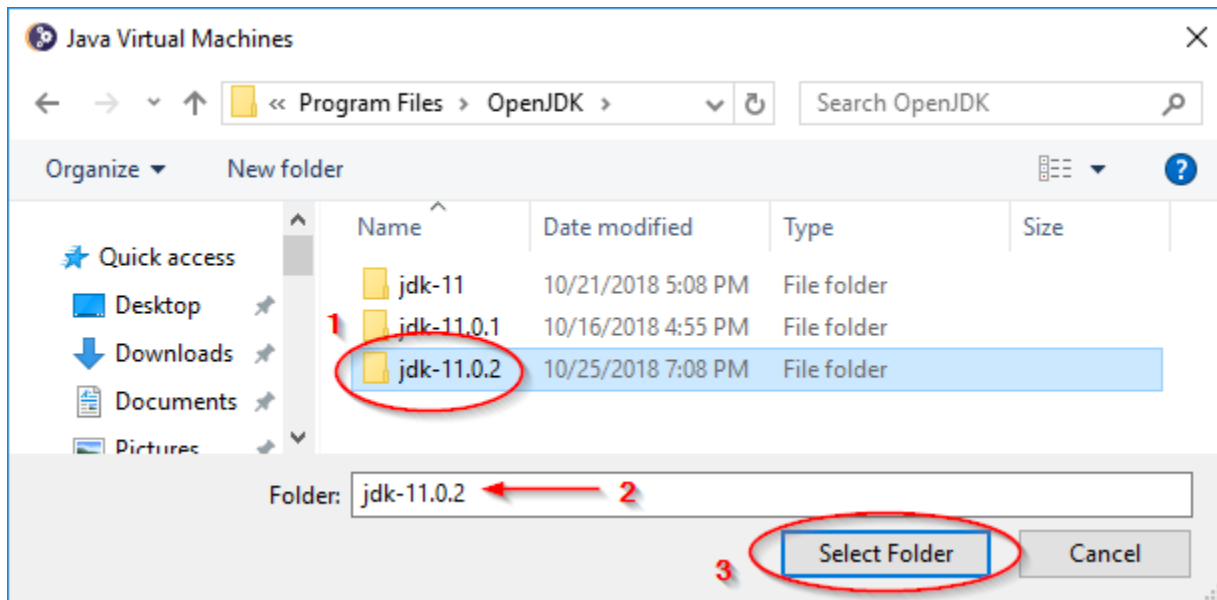 Java Virtual Machines
« Program Files › OpenJDK ›
Search OpenJDK
Organize
New folder
?
Name
Date modified
Type
Size
Quick access
Desktop
Downloads
Documents
Pictures
jdk-11 10/21/2018 5:08 PM File folder
1
jdk-11.0.1 10/16/2018 4:55 PM File folder
jdk-11.0.2 10/25/2018 7:08 PM File folder
Folder: jdk-11.0.2
2
3
Select Folder
Cancel